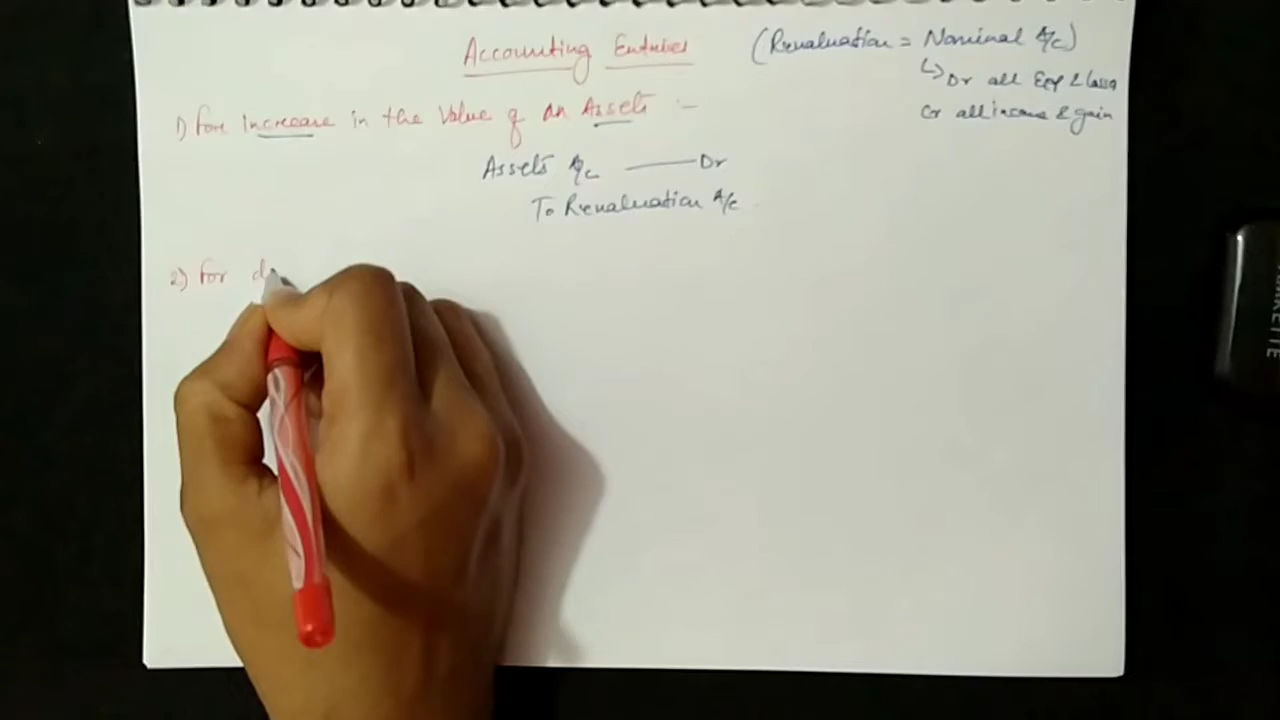 Accounting Entries (Revaluation = Nominal A/c)
↳ Dr all Exp & Losses
Cr all income & gain
1) For increase in the Value of an Assets :-
Assets A/c ——— Dr
To Revaluation A/c
2) For d